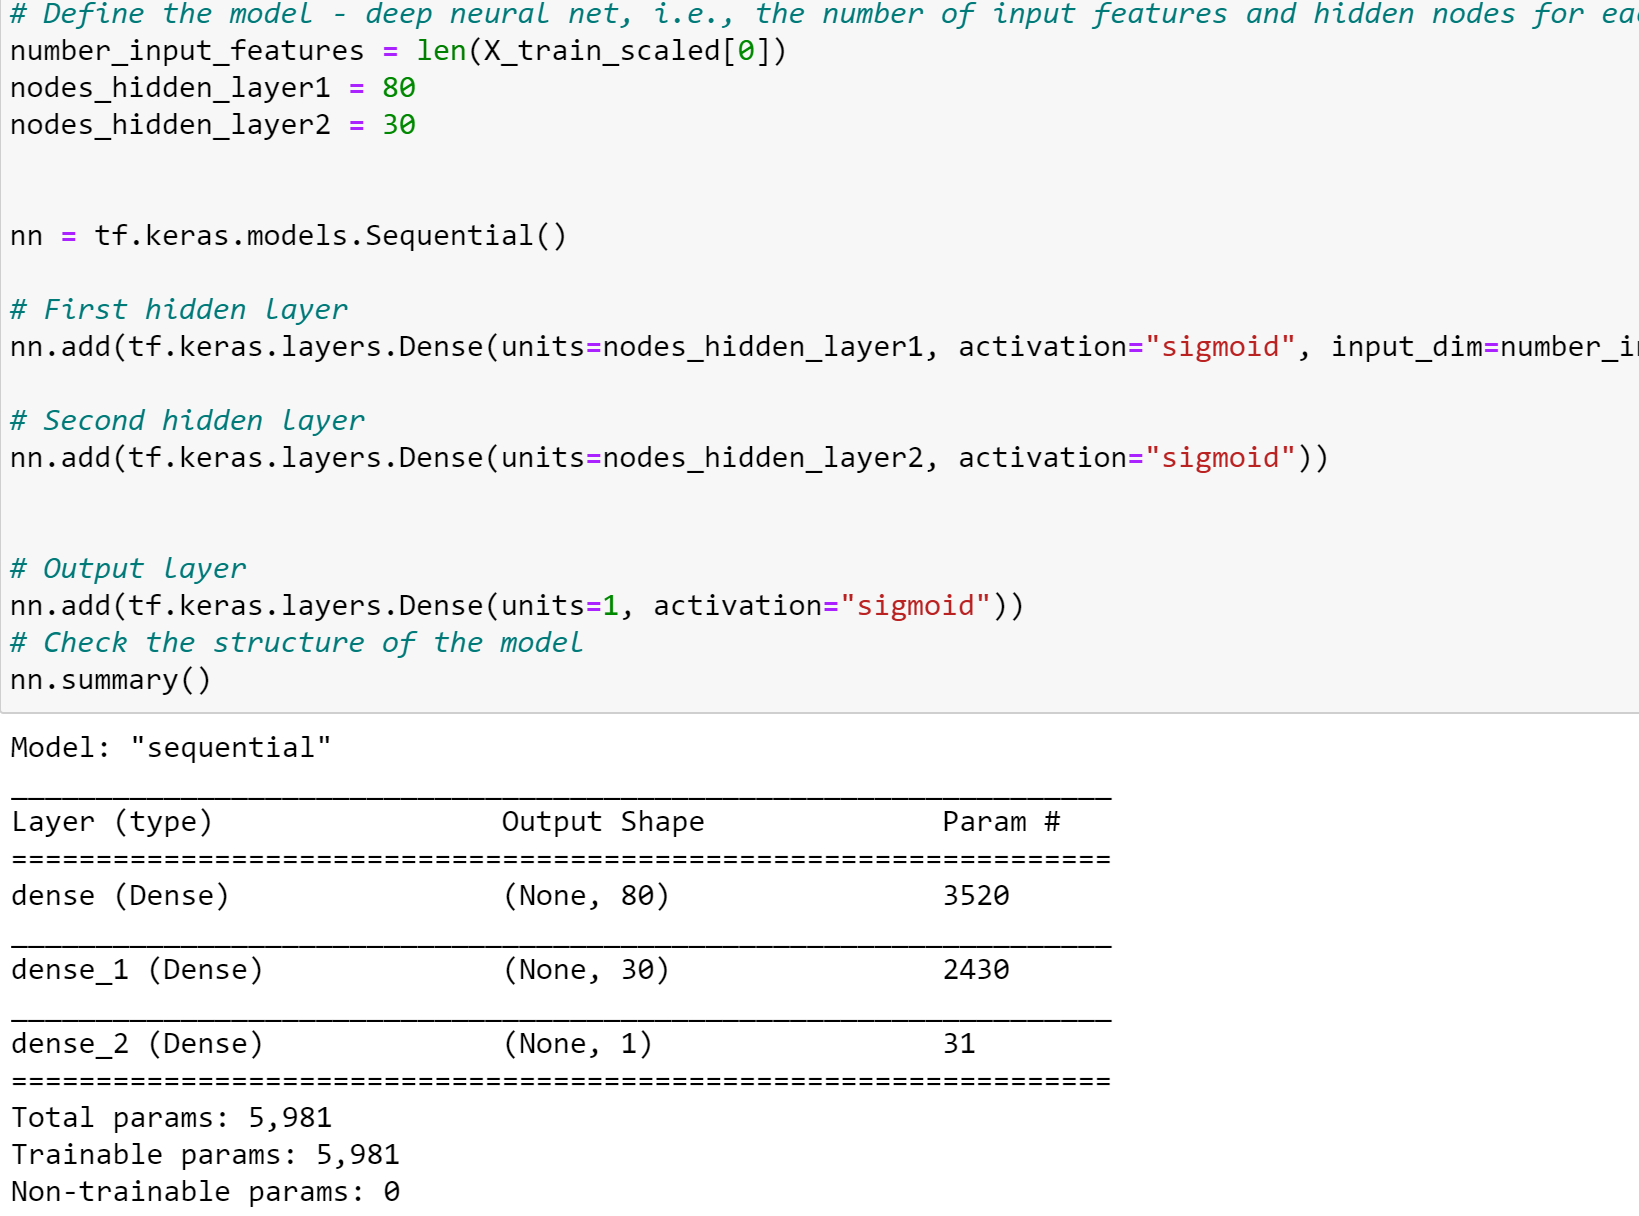 # Define the model - deep neural net, i.e., the number of input features and hidden nodes for
number_input_features = len(X_train_scaled[0])
nodes_hidden_layer1 = 80
nodes_hidden_layer2 = 30
nn = tf.keras.models.Sequential()
# First hidden layer
nn.add(tf.keras.layers.Dense(units=nodes_hidden_layer1, activation="sigmoid", input_dim=number_
# Second hidden layer
nn.add(tf.keras.layers.Dense(units=nodes_hidden_layer2, activation="sigmoid"))
# Output layer
nn.add(tf.keras.layers.Dense(units=1, activation="sigmoid"))
# Check the structure of the model
nn.summary()
Model: "sequential"
_________________________________________________________________
Layer (type) Output Shape Param #
=================================================================
dense (Dense) (None, 80) 3520
_________________________________________________________________
dense_1 (Dense) (None, 30) 2430
_________________________________________________________________
dense_2 (Dense) (None, 1) 31
=================================================================
Total params: 5,981
Trainable params: 5,981
Non-trainable params: 0